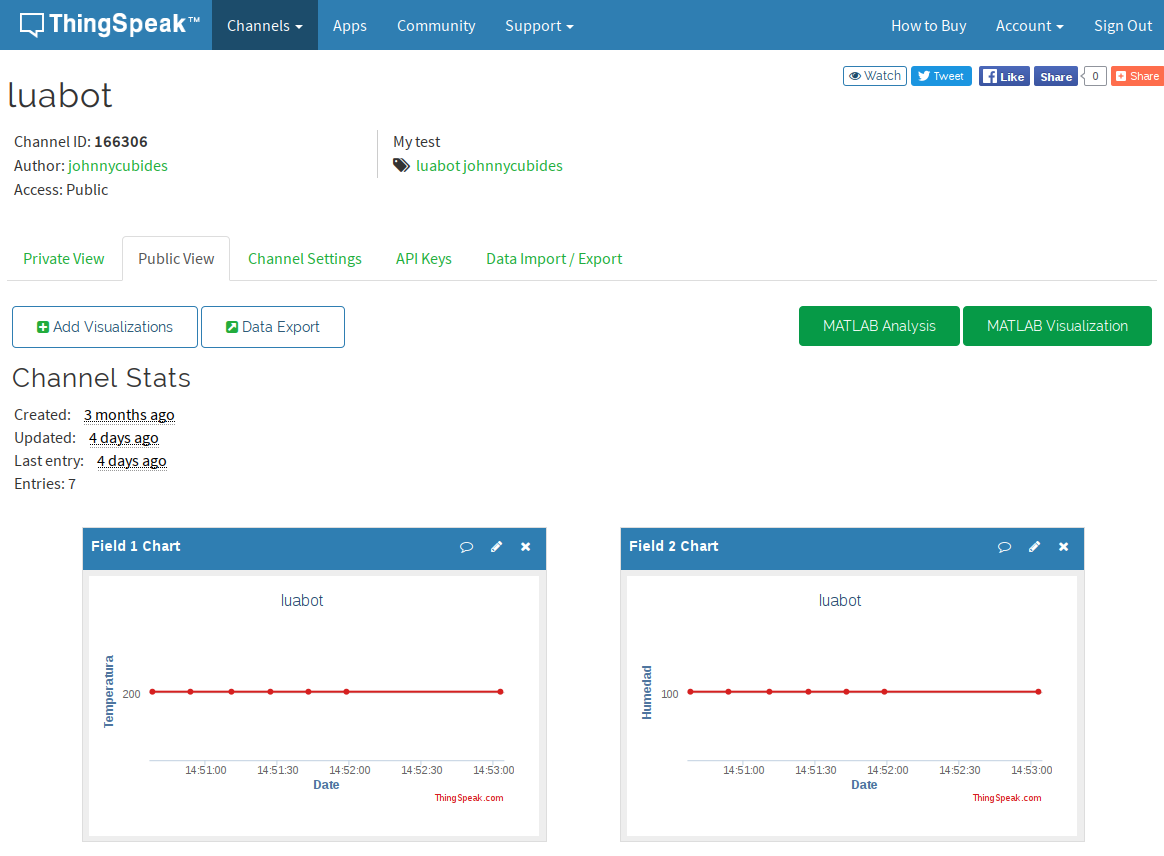 ThingSpeak™ Channels Apps Community Support How to Buy Account Sign Out
Watch Tweet Like Share 0 Share
luabot
Channel ID: 166306
Author: johnnycubides
Access: Public
My test
luabot johnnycubides
Private View Public View Channel Settings API Keys Data Import / Export
Add Visualizations Data Export MATLAB Analysis MATLAB Visualization
Channel Stats
Created: 3 months ago
Updated: 4 days ago
Last entry: 4 days ago
Entries: 7
Field 1 Chart
luabot
Temperatura
200
14:51:00 14:51:30 14:52:00 14:52:30 14:53:00
Date
ThingSpeak.com
Field 2 Chart
luabot
Humedad
100
14:51:00 14:51:30 14:52:00 14:52:30 14:53:00
Date
ThingSpeak.com